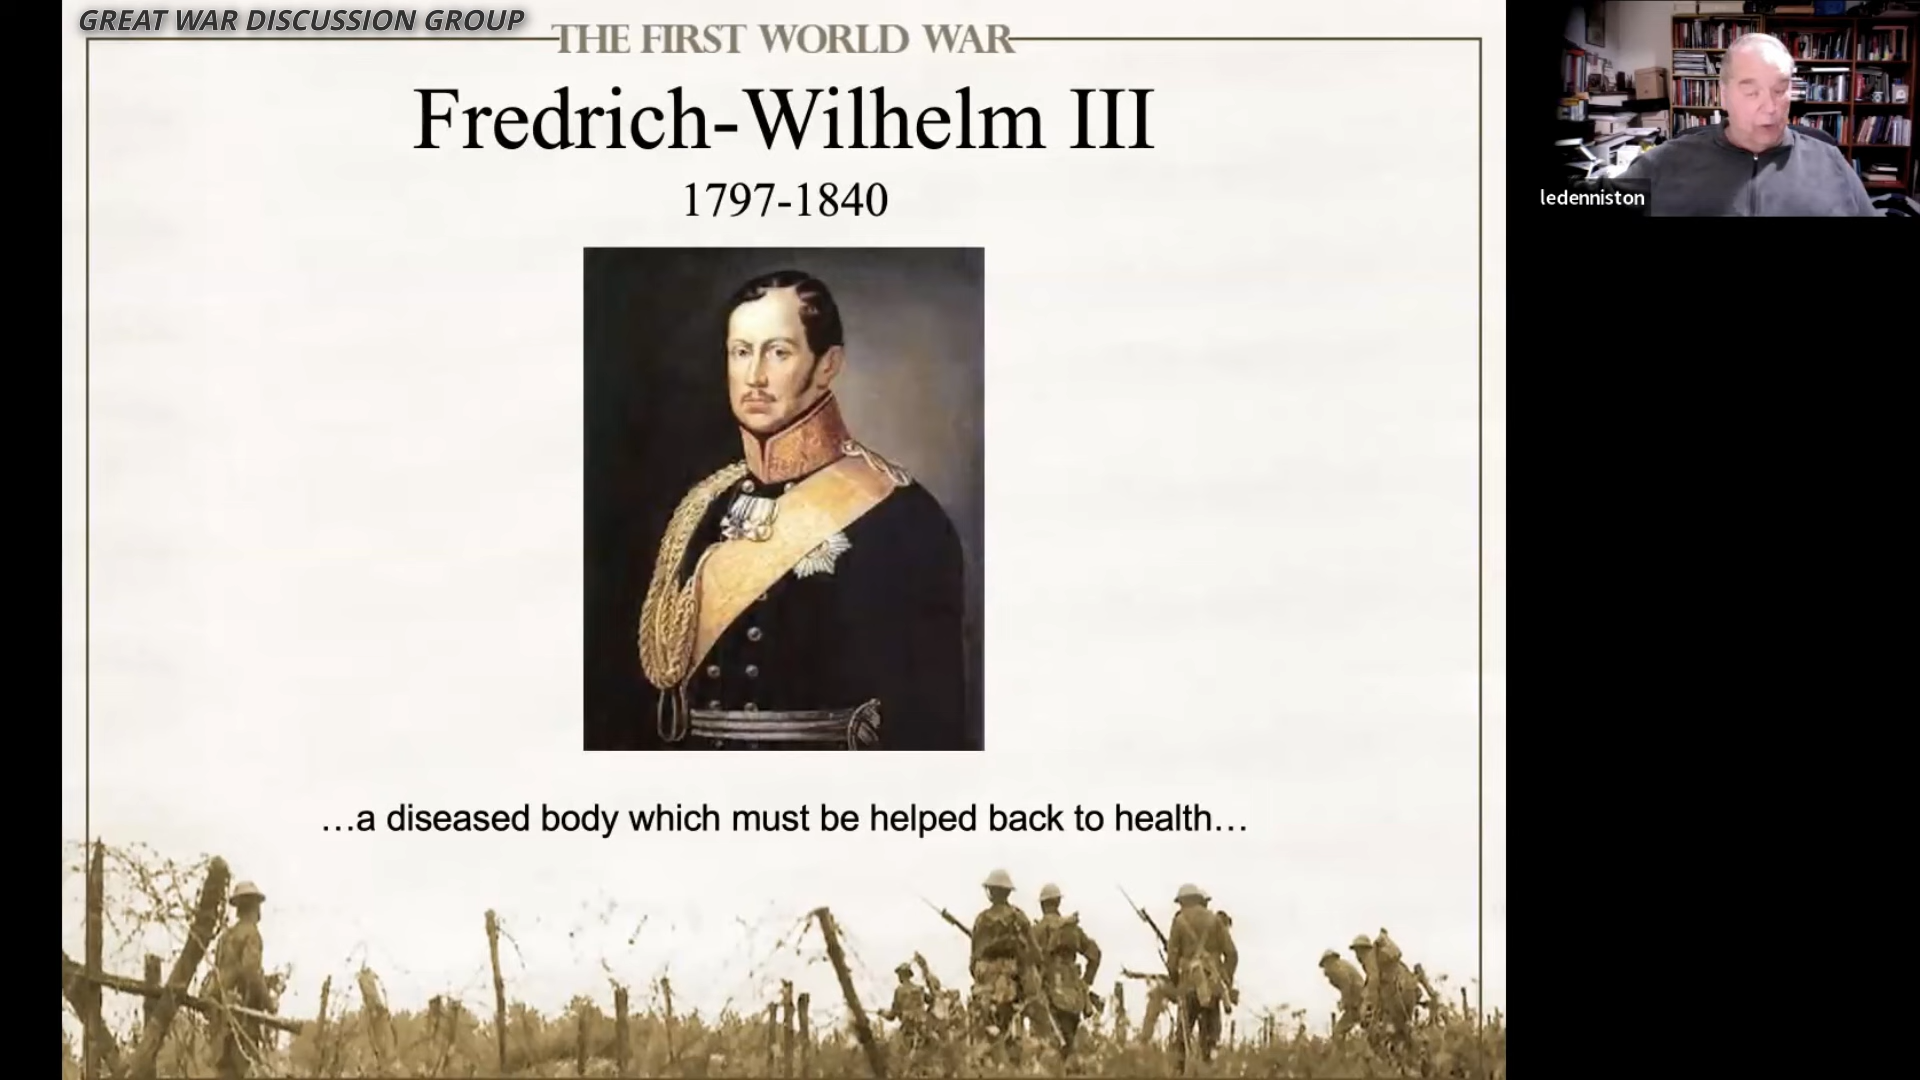 GREAT WAR DISCUSSION GROUP
THE FIRST WORLD WAR
Fredrich-Wilhelm III
1797-1840
…a diseased body which must be helped back to health…
ledenniston